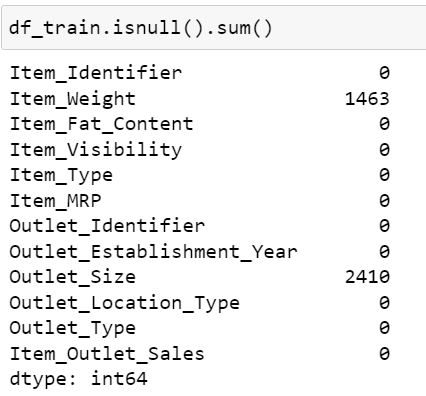 df_train.isnull().sum()
Item_Identifier 0
Item_Weight 1463
Item_Fat_Content 0
Item_Visibility 0
Item_Type 0
Item_MRP 0
Outlet_Identifier 0
Outlet_Establishment_Year 0
Outlet_Size 2410
Outlet_Location_Type 0
Outlet_Type 0
Item_Outlet_Sales 0
dtype: int64